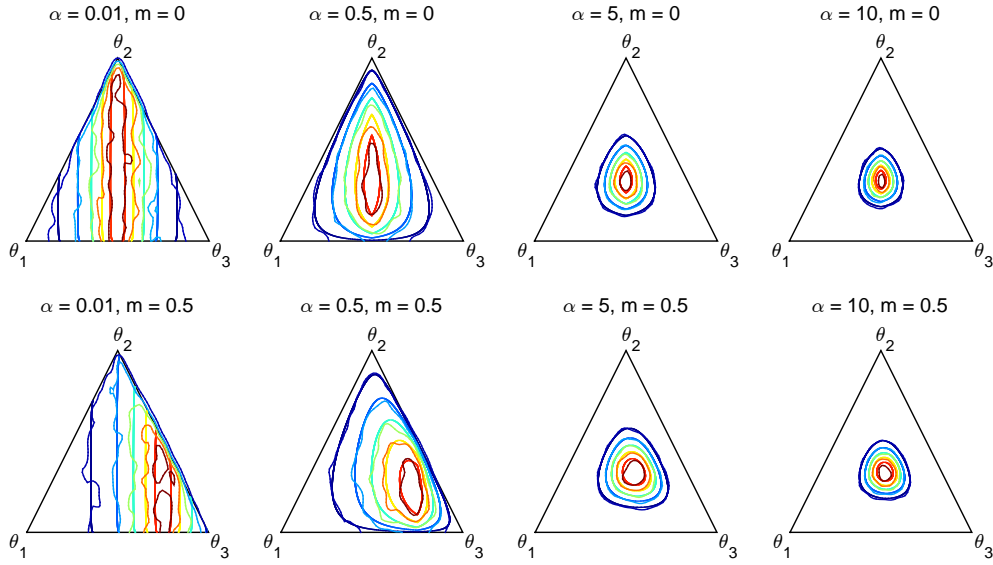 α = 0.01, m = 0
α = 0.5, m = 0
α = 5, m = 0
α = 10, m = 0
θ2
θ2
θ2
θ2
θ1
θ3
θ1
θ3
θ1
θ3
θ1
θ3
α = 0.01, m = 0.5
α = 0.5, m = 0.5
α = 5, m = 0.5
α = 10, m = 0.5
θ2
θ2
θ2
θ2
θ1
θ3
θ1
θ3
θ1
θ3
θ1
θ3